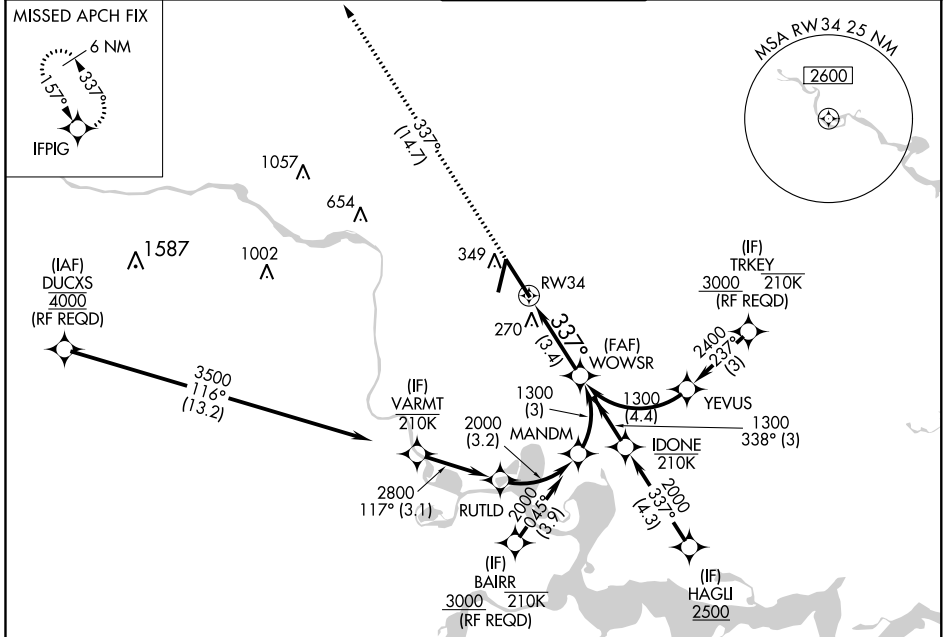 MISSED APCH FIX
6 NM
337°
157°
IFPIG
MSA RW34 25 NM
2600
337°
(14.7)
1057
654
349
1587
1002
(IAF)
DUCXS
4000
(RF REQD)
RW34
270
337°
(3.4)
(FAF)
WOWSR
(IF)
TRKEY
3000 210K
(RF REQD)
2400
237°
(3)
YEVUS
1300
(4.4)
1300
(3)
1300
338° (3)
3500
116°
(13.2)
(IF)
VARMT
210K
2000
(3.2)
MANDM
IDONE
210K
2800
117° (3.1)
RUTLD
2000
045°
(3.9)
2000
337°
(4.3)
(IF)
BAIRR
3000 210K
(RF REQD)
(IF)
HAGLI
2500